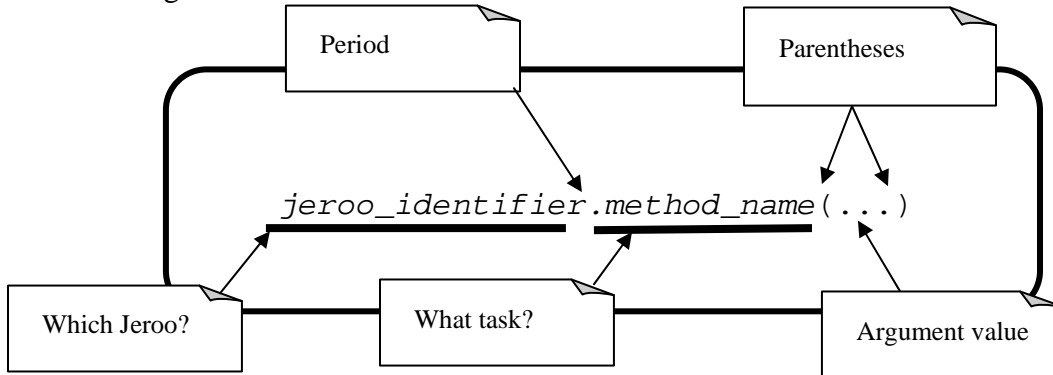 Period
Parentheses
jeroo_identifier.method_name(...)
Which Jeroo?
What task?
Argument value